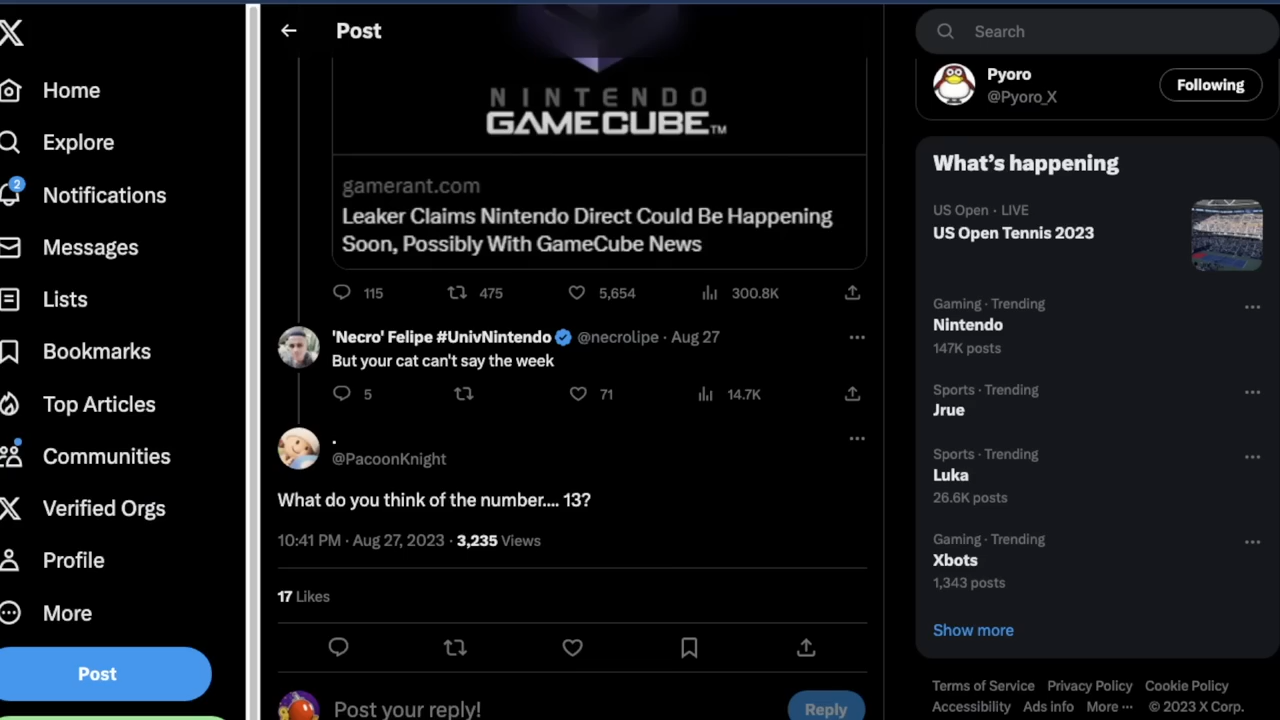 Home
Explore
2
Notifications
Messages
Lists
Bookmarks
Top Articles
Communities
Verified Orgs
Profile
More
Post
Post
NINTENDO
GAMECUBE™
gamerant.com
Leaker Claims Nintendo Direct Could Be Happening
Soon, Possibly With GameCube News
115 475 5,654 300.8K
'Necro' Felipe #UnivNintendo @necrolipe · Aug 27
But your cat can't say the week
5 71 14.7K
.
@PacoonKnight
What do you think of the number.... 13?
10:41 PM · Aug 27, 2023 · 3,235 Views
17 Likes
Post your reply!
Reply
Search
Pyoro
@Pyoro_X
Following
What's happening
US Open · LIVE
US Open Tennis 2023
Gaming · Trending
Nintendo
147K posts
Sports · Trending
Jrue
Sports · Trending
Luka
26.6K posts
Gaming · Trending
Xbots
1,343 posts
Show more
Terms of Service Privacy Policy Cookie Policy
Accessibility Ads info More ··· © 2023 X Corp.